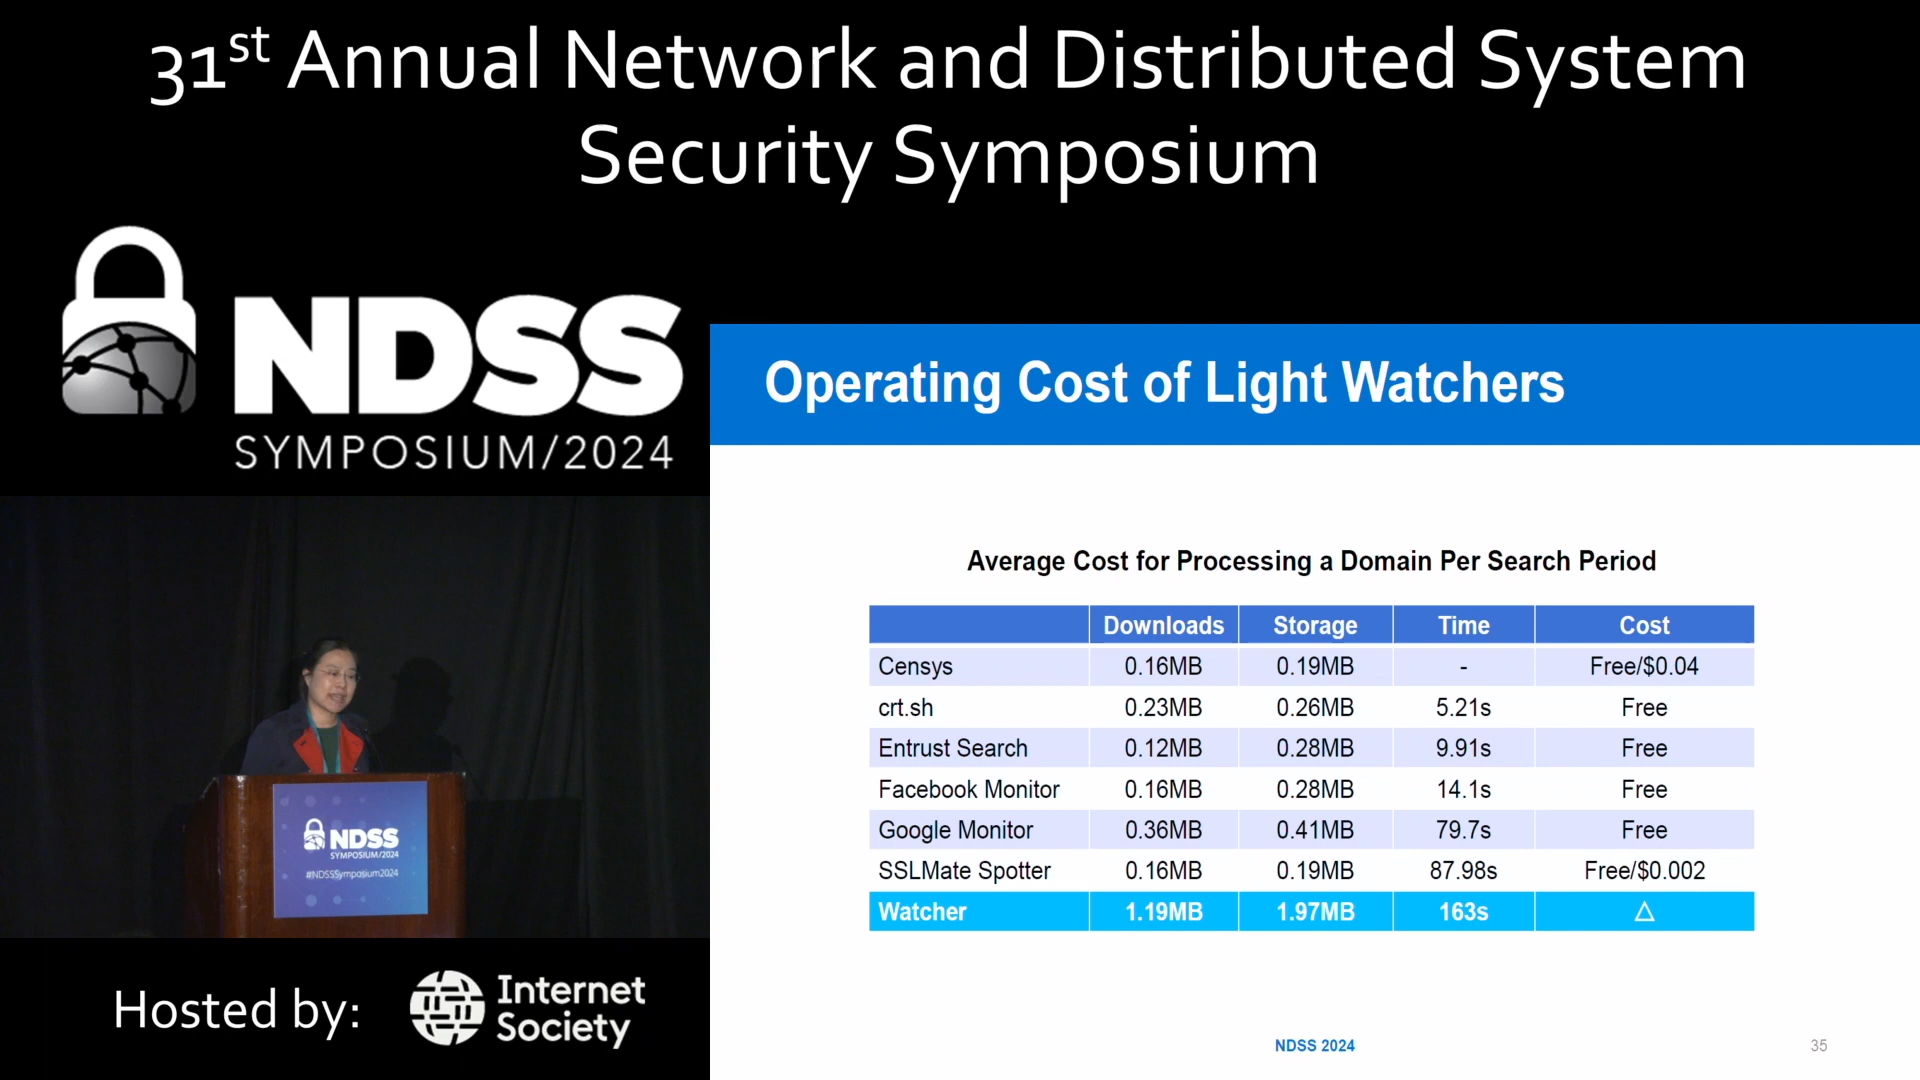 31st Annual Network and Distributed System
Security Symposium
NDSS
SYMPOSIUM/2024
Operating Cost of Light Watchers
Average Cost for Processing a Domain Per Search Period
Downloads Storage Time Cost
Censys 0.16MB 0.19MB - Free/$0.04
crt.sh 0.23MB 0.26MB 5.21s Free
Entrust Search 0.12MB 0.28MB 9.91s Free
Facebook Monitor 0.16MB 0.28MB 14.1s Free
Google Monitor 0.36MB 0.41MB 79.7s Free
SSLMate Spotter 0.16MB 0.19MB 87.98s Free/$0.002
Watcher 1.19MB 1.97MB 163s △
NDSS 2024
35
NDSS
SYMPOSIUM/2024
#NDSSSymposium2024
Hosted by:
Internet
Society